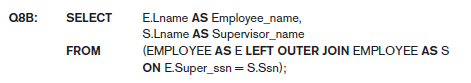 Q8B: SELECT E.Lname AS Employee_name,
S.Lname AS Supervisor_name
FROM (EMPLOYEE AS E LEFT OUTER JOIN EMPLOYEE AS S
ON E.Super_ssn = S.Ssn);